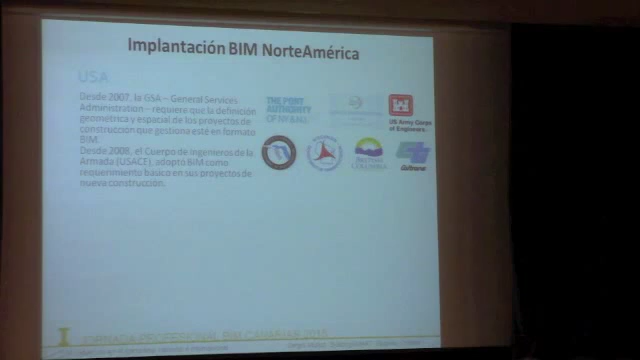 Implantación BIM NorteAmérica
USA
Desde 2007, la GSA – General Services
Administration – requiere que la definición
geométrica y espacial de los proyectos de
construcción que gestiona esté en formato
BIM.
Desde 2008, el Cuerpo de Ingenieros de la
Armada (USACE), adoptó BIM como
requerimiento básico en sus proyectos de
nueva construcción.
THE PORT
AUTHORITY
OF NY & NJ
US Army Corps
of Engineers
BRITISH
COLUMBIA
Caltrans
JORNADA PROFESIONAL BIM CANARIAS 2015